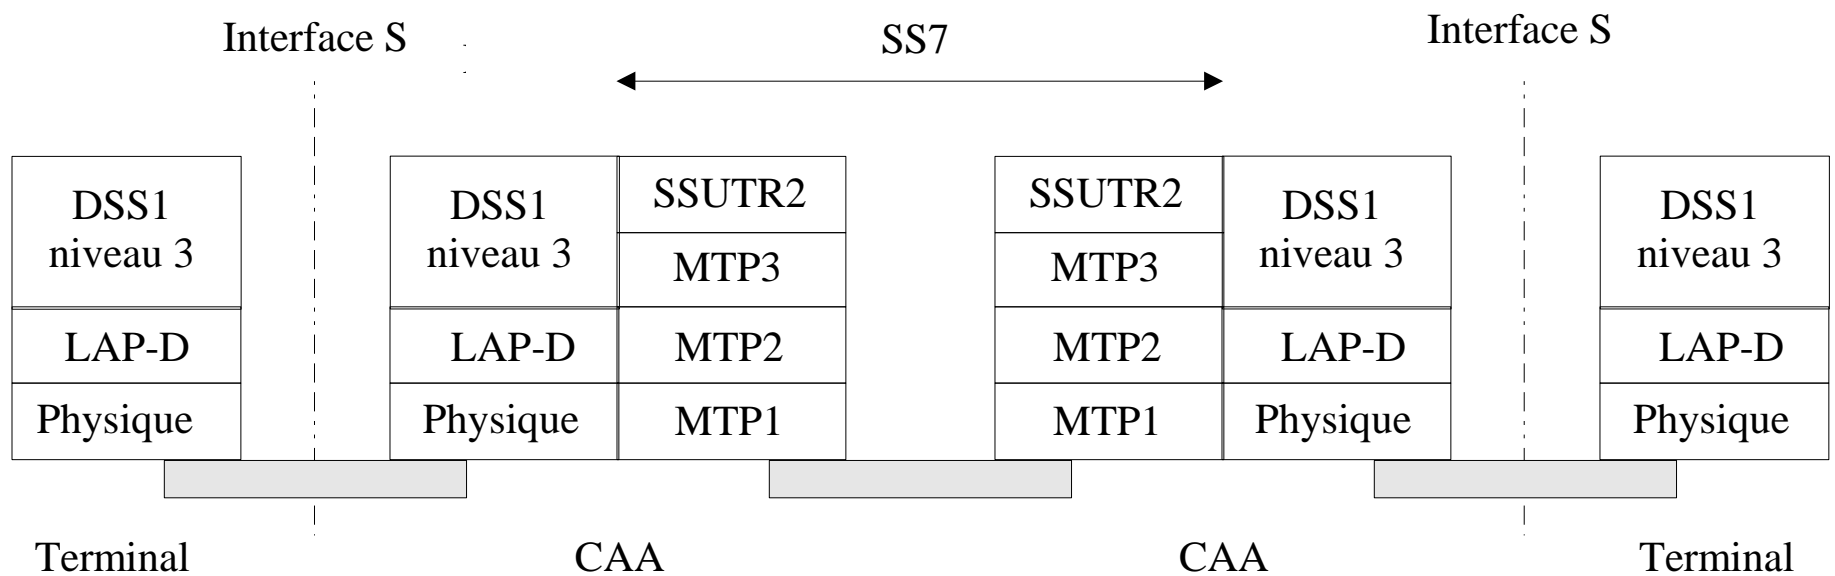 Interface S
SS7
Interface S
DSS1
niveau 3
LAP-D
Physique
DSS1
niveau 3
LAP-D
Physique
SSUTR2
MTP3
MTP2
MTP1
SSUTR2
MTP3
MTP2
MTP1
DSS1
niveau 3
LAP-D
Physique
DSS1
niveau 3
LAP-D
Physique
Terminal
CAA
CAA
Terminal